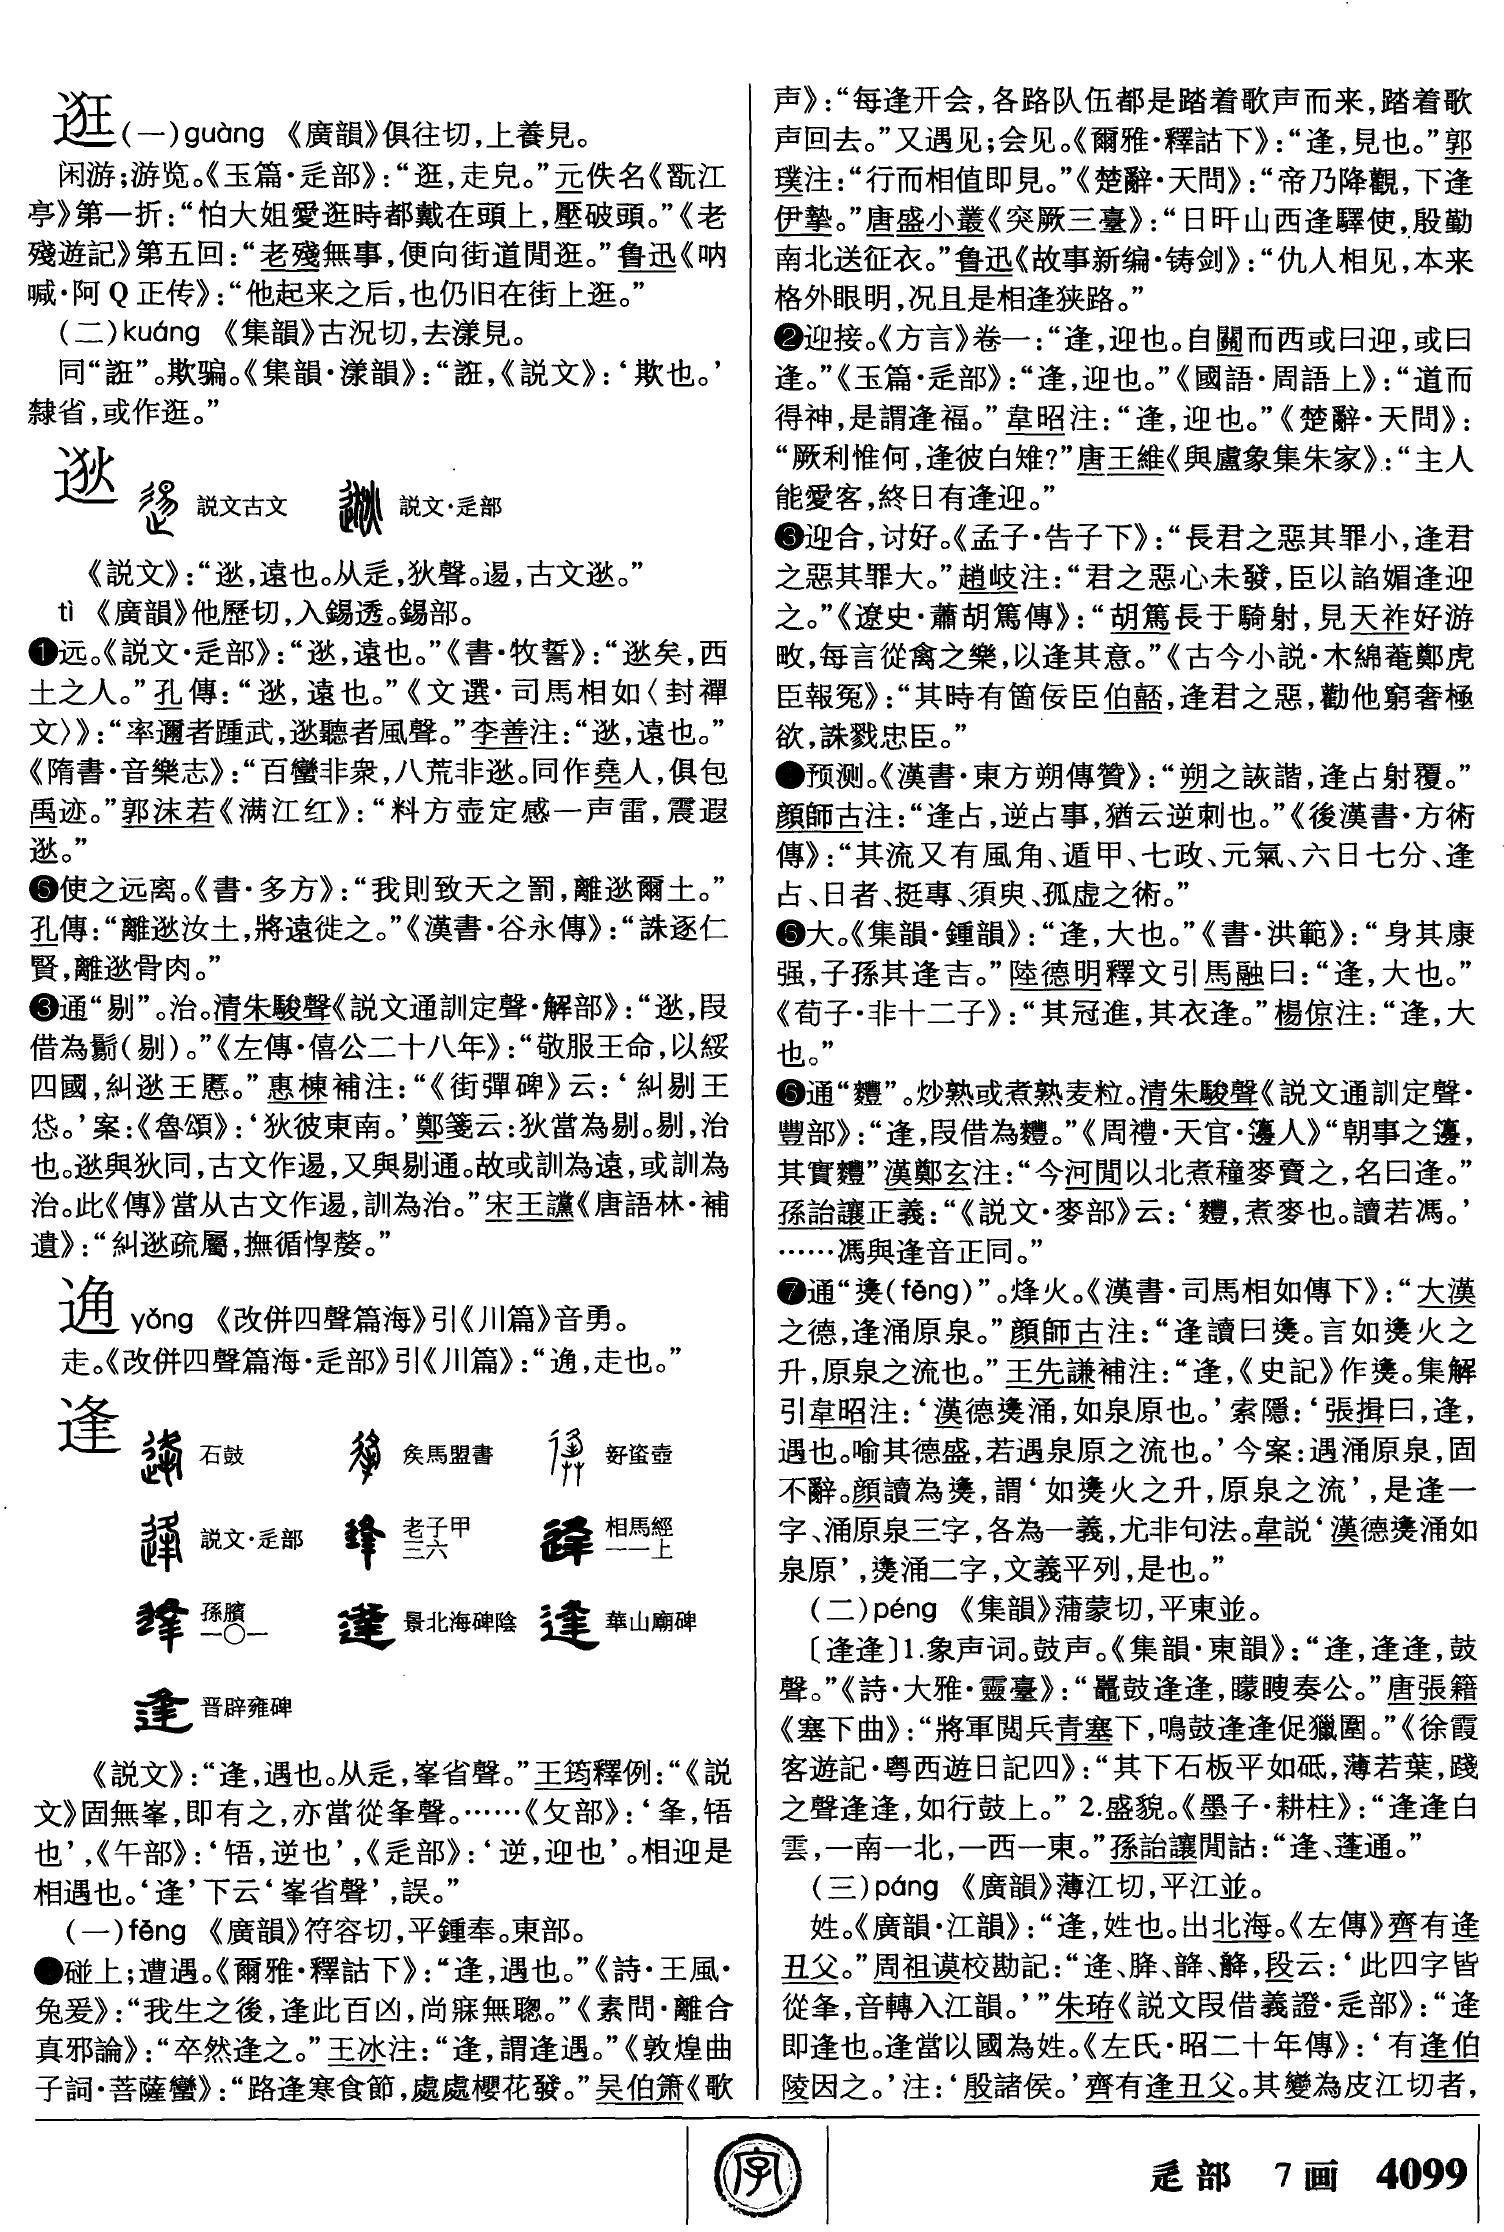 逛(一)guàng 《廣韻》俱往切,上養見。
闲游;游览。《玉篇·辵部》:“逛,走皃。”元佚名《翫江
亭》第一折:“怕大姐愛逛時都戴在頭上,壓破頭。”《老
殘遊記》第五回:“老殘無事,便向街道閒逛。”鲁迅《呐
喊·阿Q正传》:“他起来之后,也仍旧在街上逛。”
(二)kuáng 《集韻》古況切,去漾見。
同“誑”。欺骗。《集韻·漾韻》:“誑,《説文》:‘欺也。’
隸省,或作逛。”
逖 説文古文 説文·辵部
《説文》:“逖,遠也。从辵,狄聲。逷,古文逖。”
tì 《廣韻》他歷切,入錫透。錫部。
❶远。《説文·辵部》:“逖,遠也。”《書·牧誓》:“逖矣,西
土之人。”孔傳:“逖,遠也。”《文選·司馬相如〈封禪
文〉》:“率邇者踵武,逖聽者風聲。”李善注:“逖,遠也。”
《隋書·音樂志》:“百蠻非衆,八荒非逖。同作堯人,俱包
禹迹。”郭沫若《满江红》:“料方壶定感一声雷,震遐
逖。”
❺使之远离。《書·多方》:“我則致天之罰,離逖爾土。”
孔傳:“離逖汝土,將遠徙之。”《漢書·谷永傳》:“誅逐仁
賢,離逖骨肉。”
❸通“剔”。治。清朱駿聲《説文通訓定聲·解部》:“逖,叚
借為鬄(剔)。”《左傳·僖公二十八年》:“敬服王命,以綏
四國,糾逖王慝。”惠棟補注:“《街彈碑》云:‘糾剔王
忒。’案:《魯頌》:‘狄彼東南。’鄭箋云:狄當為剔。剔,治
也。逖與狄同,古文作逷,又與剔通。故或訓為遠,或訓為
治。此《傳》當从古文作逷,訓為治。”宋王讜《唐語林·補
遺》:“糾逖疏屬,撫循惸嫠。”
逋 yǒng 《改併四聲篇海》引《川篇》音勇。
走。《改併四聲篇海·辵部》引《川篇》:“,走也。”
逢 石鼓 矦馬盟書 𧊒壺
説文·辵部 老子甲三六 相馬經一一上
孫臏一〇一 景北海碑陰 華山廟碑
晋辟雍碑
《説文》:“逢,遇也。从辵,峯省聲。”王筠釋例:“《説
文》固無峯,即有之,亦當從夆聲。……《夂部》:‘夆,啎
也’,《午部》:‘啎,逆也’,《辵部》:‘逆,迎也’。相迎是
相遇也。‘逢’下云‘峯省聲’,誤。”
(一)féng 《廣韻》符容切,平鍾奉。東部。
碰上;遭遇。《爾雅·釋詁下》:“逢,遇也。”《詩·王風·
兔爰》:“我生之後,逢此百凶,尚寐無聰。”《素問·離合
真邪論》:“卒然逢之。”王冰注:“逢,謂逢遇。”《敦煌曲
子詞·菩薩蠻》:“路逢寒食節,處處櫻花發。”吴伯箫《歌
声》:“每逢开会,各路队伍都是踏着歌声而来,踏着歌
声回去。”又遇见;会见。《爾雅·釋詁下》:“逢,見也。”郭
璞注:“行而相值即見。”《楚辭·天問》:“帝乃降觀,下逢
伊摯。”唐盛小叢《突厥三臺》:“日旰山西逢驛使,殷勤
南北送征衣。”鲁迅《故事新编·铸剑》:“仇人相见,本来
格外眼明,况且是相逢狭路。”
❷迎接。《方言》卷一:“逢,迎也。自關而西或曰迎,或曰
逢。”《玉篇·辵部》:“逢,迎也。”《國語·周語上》:“道而
得神,是謂逢福。”韋昭注:“逢,迎也。”《楚辭·天問》:
“厥利惟何,逢彼白雉?”唐王維《與盧象集朱家》:“主人
能愛客,終日有逢迎。”
❸迎合,讨好。《孟子·告子下》:“長君之惡其罪小,逢君
之惡其罪大。”趙岐注:“君之惡心未發,臣以諂媚逢迎
之。”《遼史·蕭胡篤傳》:“胡篤長于騎射,見天祚好游
畋,每言從禽之樂,以逢其意。”《古今小説·木綿菴鄭虎
臣報冤》:“其時有箇佞臣伯嚭,逢君之惡,勸他窮奢極
欲,誅戮忠臣。”
预测。《漢書·東方朔傳贊》:“朔之詼諧,逢占射覆。”
顔師古注:“逢占,逆占事,猶云逆刺也。”《後漢書·方術
傳》:“其流又有風角、遁甲、七政、元氣、六日七分、逢
占、日者、挺專、須臾、孤虚之術。”
❺大。《集韻·鍾韻》:“逢,大也。”《書·洪範》:“身其康
强,子孫其逢吉。”陸德明釋文引馬融曰:“逢,大也。”
《荀子·非十二子》:“其冠進,其衣逢。”楊倞注:“逢,大
也。”
❻通“麷”。炒熟或煮熟麦粒。清朱駿聲《説文通訓定聲·
豐部》:“逢,叚借為麷。”《周禮·天官·籩人》“朝事之籩,
其實麷”漢鄭玄注:“今河閒以北煮穜麥賣之,名曰逢。”
孫詒讓正義:“《説文·麥部》云:‘麷,煮麥也。讀若馮。’
……馮與逢音正同。”
❼通“㷭(fēng)”。烽火。《漢書·司馬相如傳下》:“大漢
之德,逢涌原泉。”顔師古注:“逢讀曰㷭。言如㷭火之
升,原泉之流也。”王先謙補注:“逢,《史記》作㷭。集解
引韋昭注:‘漢德㷭涌,如泉原也。’索隱:‘張揖曰,逢,
遇也。喻其德盛,若遇泉原之流也。’今案:遇涌原泉,固
不辭。顔讀為㷭,謂‘如㷭火之升,原泉之流’,是逢一
字、涌原泉三字,各為一義,尤非句法。韋説‘漢德㷭涌如
泉原’,㷭涌二字,文義平列,是也。”
(二)péng 《集韻》蒲蒙切,平東並。
〔逢逢〕1.象声词。鼓声。《集韻·東韻》:“逢,逢逢,鼓
聲。”《詩·大雅·靈臺》:“鼉鼓逢逢,矇瞍奏公。”唐張籍
《塞下曲》:“將軍閲兵青塞下,鳴鼓逢逢促獵圍。”《徐霞
客遊記·粤西遊日記四》:“其下石板平如砥,薄若葉,踐
之聲逢逢,如行鼓上。” 2.盛貌。《墨子·耕柱》:“逢逢白
雲,一南一北,一西一東。”孫詒讓閒詁:“逢、蓬通。”
(三)páng 《廣韻》薄江切,平江並。
姓。《廣韻·江韻》:“逢,姓也。出北海。《左傳》齊有逢
丑父。”周祖谟校勘記:“逢、胮、韸、,段云:‘此四字皆
從夆,音轉入江韻。’”朱珔《説文叚借義證·辵部》:“逢
即逢也。逢當以國為姓。《左氏·昭二十年傳》:‘有逢伯
陵因之。’注:‘殷諸侯。’齊有逢丑父。其變為皮江切者,
字
辵部 7画 4099